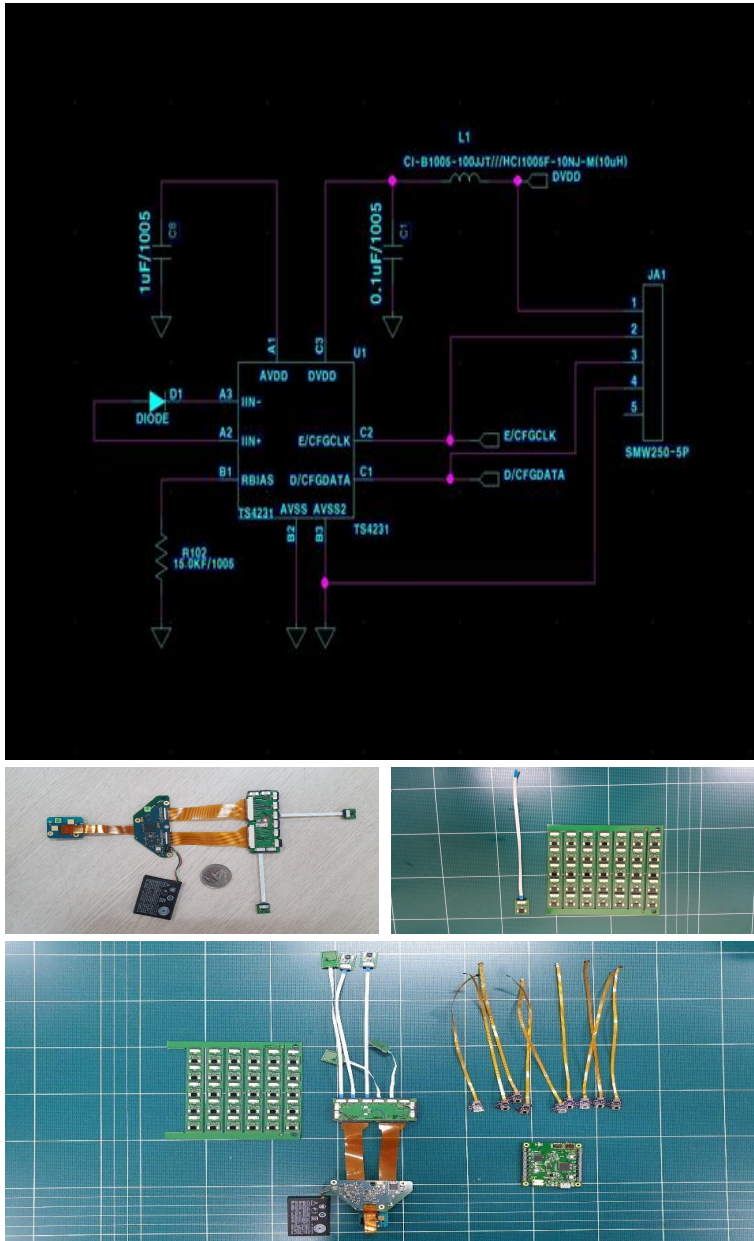 L1
CI-B1005-100JJT///HCI1005F-10NJ-M(10uH)
DVDD
1uF/1005
C8
0.1uF/1005
C1
JA1
1
2
3
4
5
SMW250-5P
A1
C3
U1
AVDD
DVDD
D1
DIODE
A3
IIN-
A2
IIN+
B1
RBIAS
E/CFGCLK
C2
E/CFGCLK
D/CFGDATA
C1
D/CFGDATA
TS4231
AVSS
AVSS2
TS4231
B2
B3
R102
15.0KF/1005